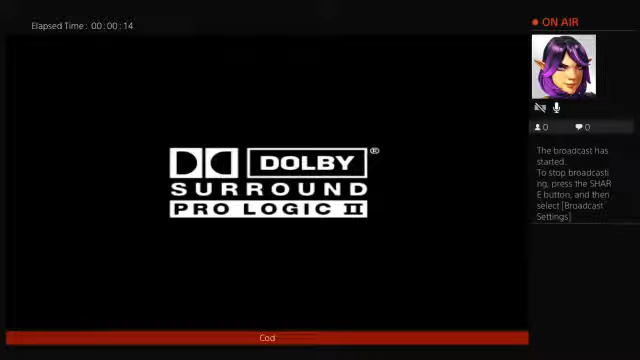 Elapsed Time : 00:00:14
ON AIR
0 0
The broadcast has
started.
To stop broadcasti
ng, press the SHAR
E button, and then
select [Broadcast
Settings]
DOLBY®
SURROUND
PRO LOGIC II
Cod